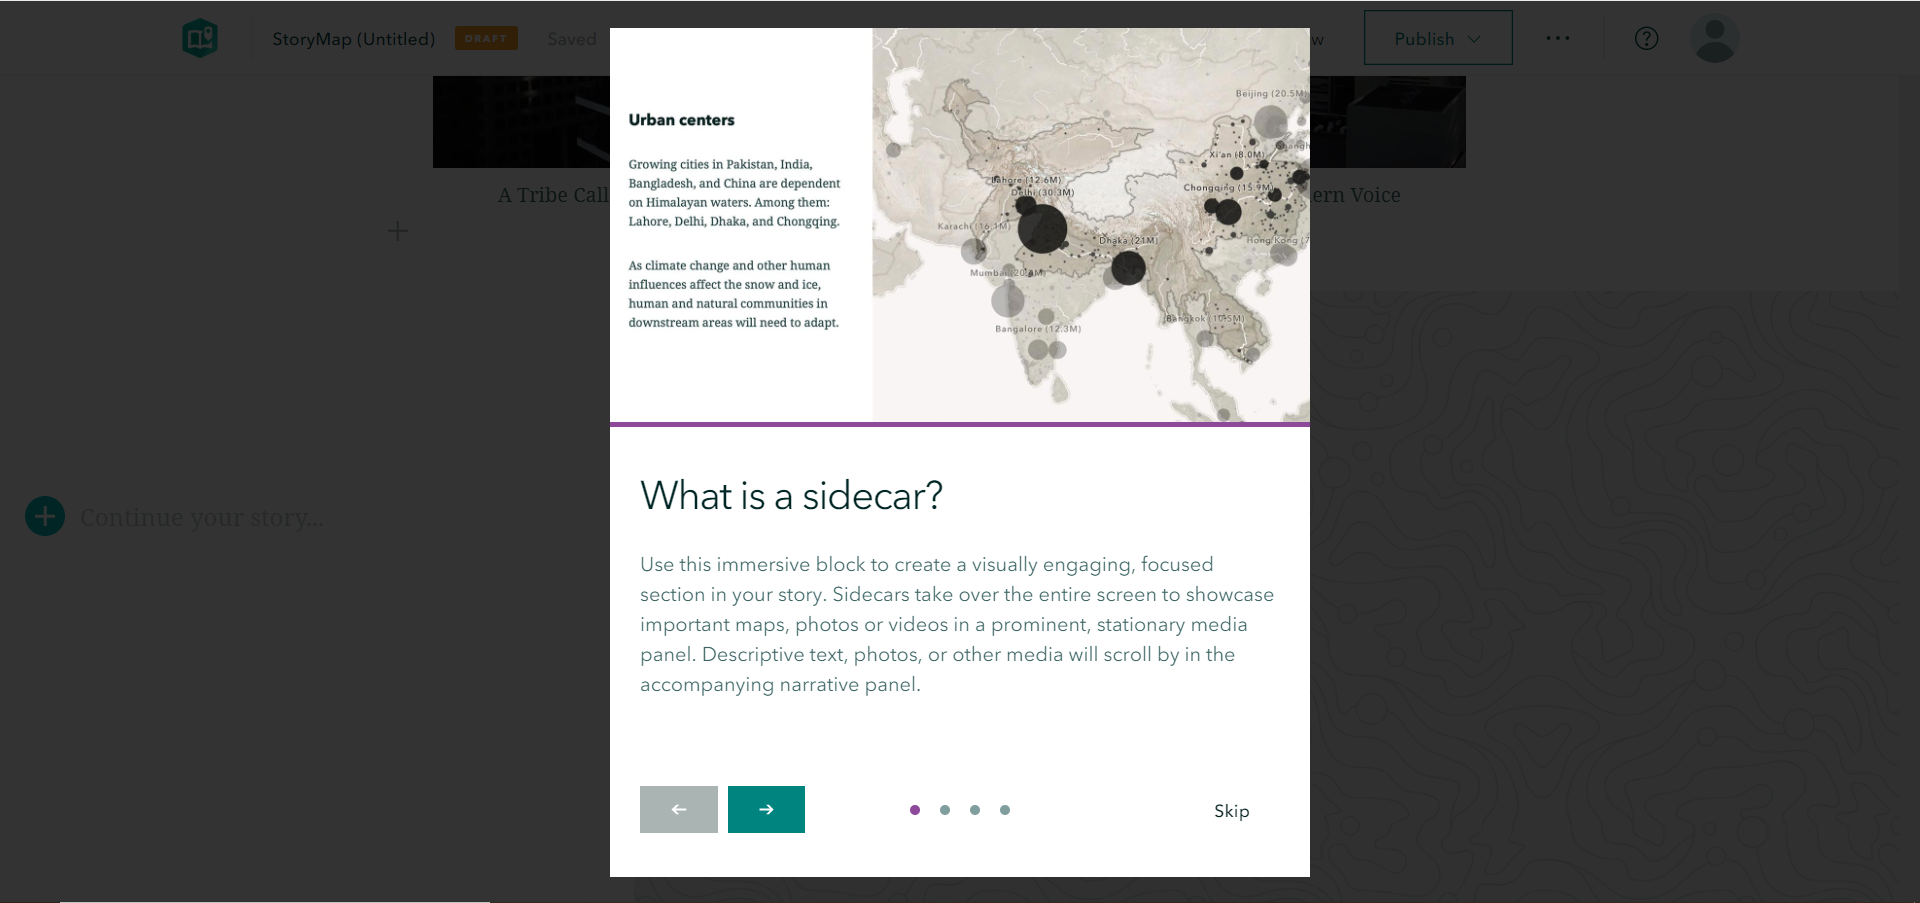 StoryMap (Untitled)
DRAFT
Saved
Publish
A Tribe Call
ern Voice
Continue your story...
Urban centers
Growing cities in Pakistan, India,
Bangladesh, and China are dependent
on Himalayan waters. Among them:
Lahore, Delhi, Dhaka, and Chongqing.
As climate change and other human
influences affect the snow and ice,
human and natural communities in
downstream areas will need to adapt.
Beijing (20.5M)
Shangh
Xi'an (8.0M)
Lahore (12.6M)
Chongqing (15.9M)
Delhi (30.3M)
Karachi (16.1M)
Dhaka (21M)
Hong Kong (7
Mumbai
Bangkok (10.5M)
Bangalore (12.3M)
What is a sidecar?
Use this immersive block to create a visually engaging, focused
section in your story. Sidecars take over the entire screen to showcase
important maps, photos or videos in a prominent, stationary media
panel. Descriptive text, photos, or other media will scroll by in the
accompanying narrative panel.
Skip